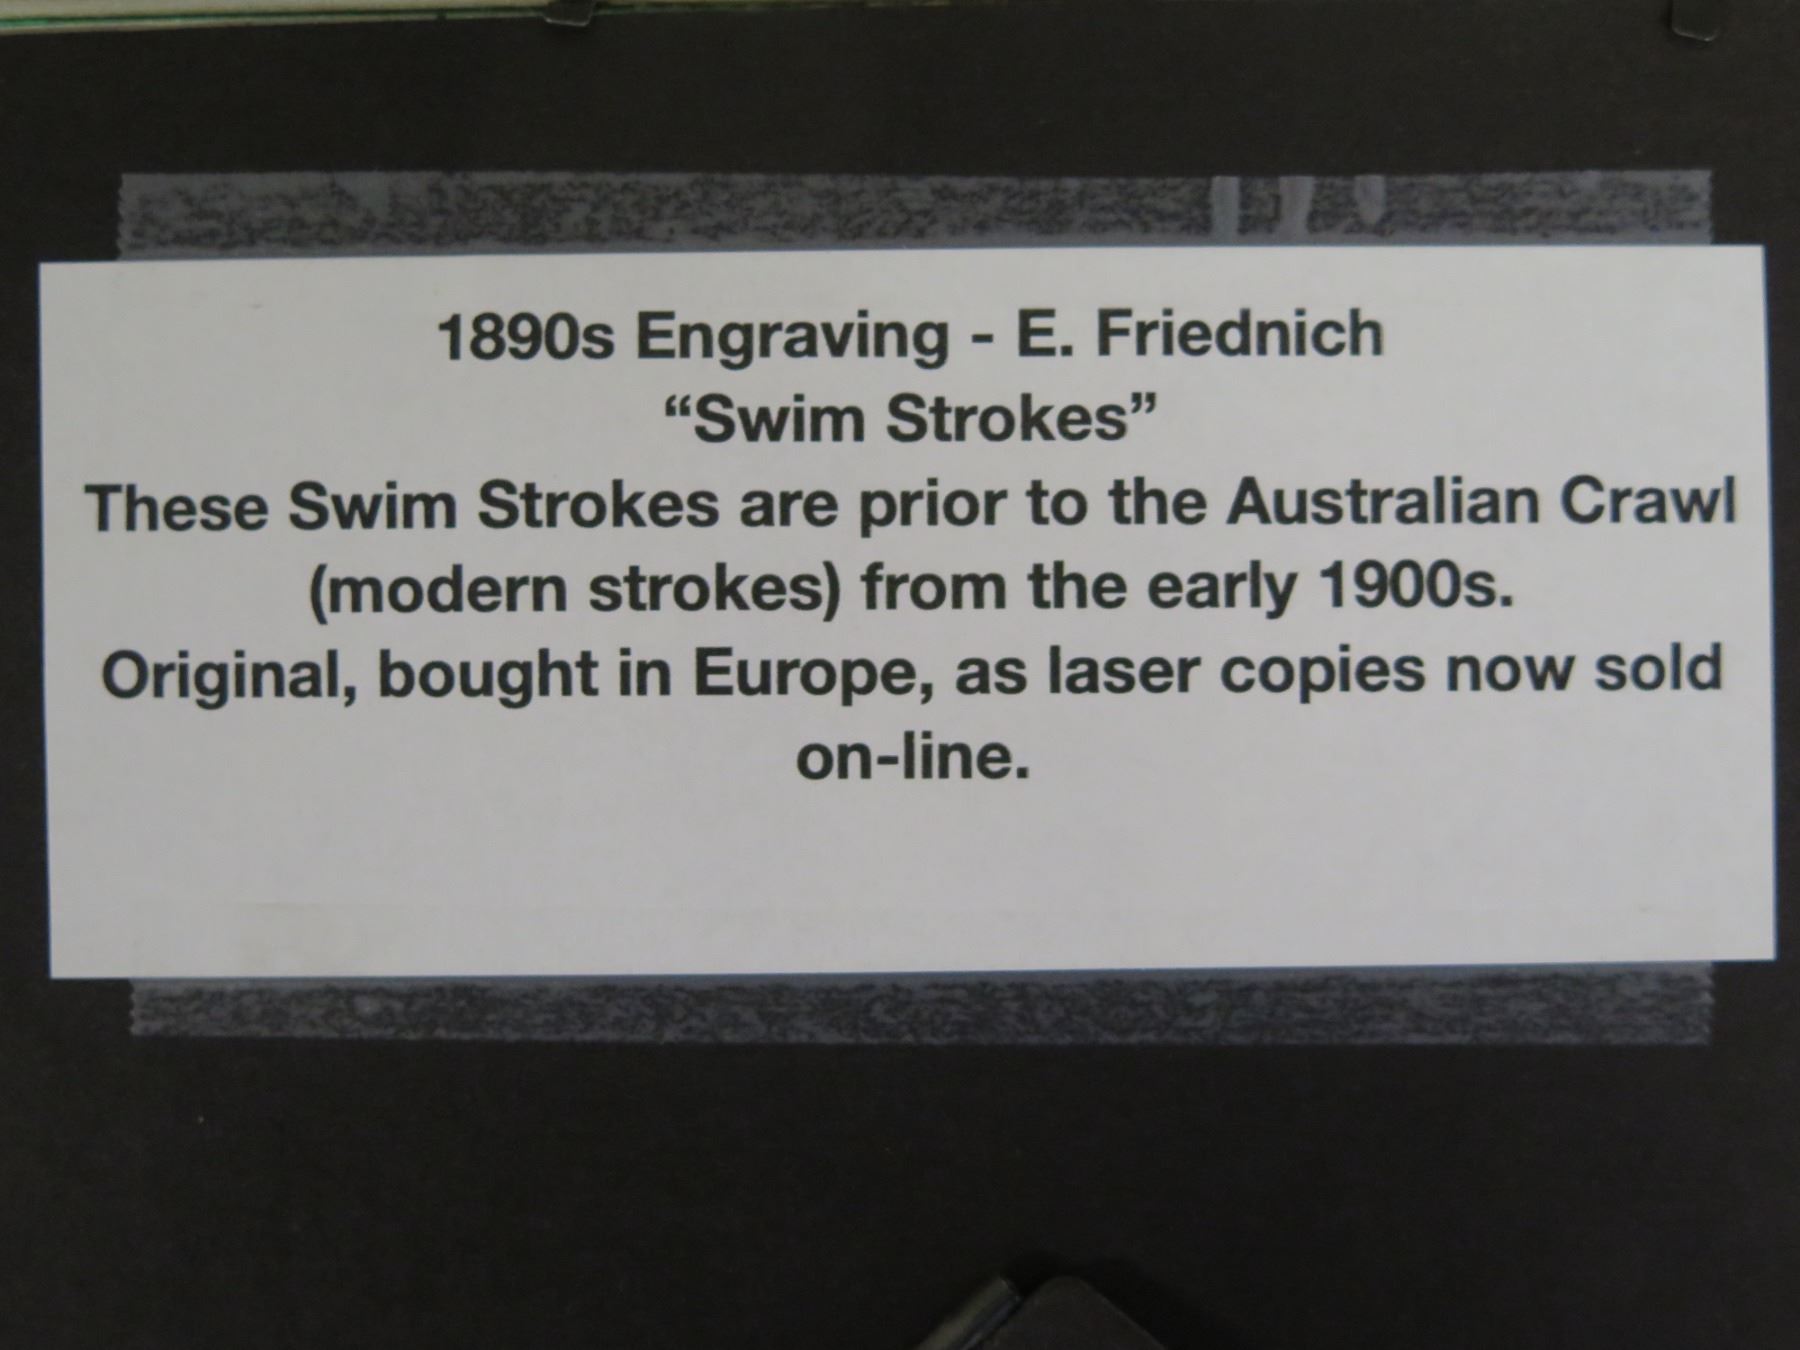 1890s Engraving - E. Friednich
“Swim Strokes”
These Swim Strokes are prior to the Australian Crawl
(modern strokes) from the early 1900s.
Original, bought in Europe, as laser copies now sold
on-line.